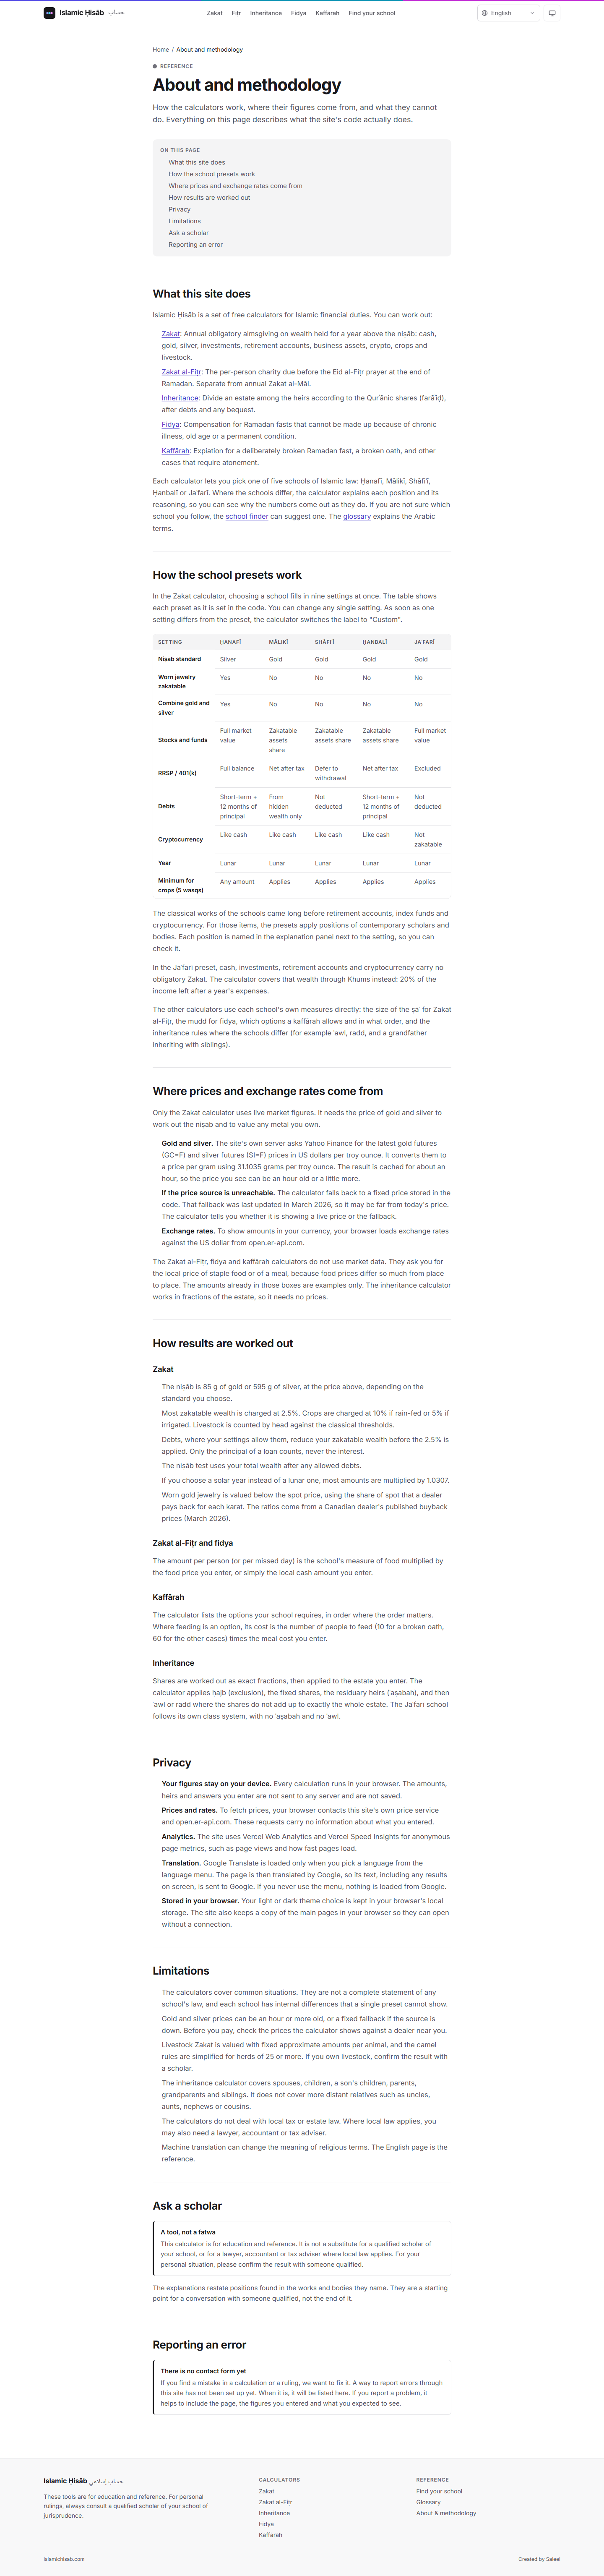 Islamic Ḥisāb حساب
Zakat Fiṭr Inheritance Fidya Kaffārah Find your school
English
Home / About and methodology
REFERENCE
About and methodology
How the calculators work, where their figures come from, and what they cannot
do. Everything on this page describes what the site's code actually does.
ON THIS PAGE
What this site does
How the school presets work
Where prices and exchange rates come from
How results are worked out
Privacy
Limitations
Ask a scholar
Reporting an error
What this site does
Islamic Ḥisāb is a set of free calculators for Islamic financial duties. You can work out:
Zakat: Annual obligatory almsgiving on wealth held for a year above the niṣāb: cash,
gold, silver, investments, retirement accounts, business assets, crypto, crops and
livestock.
Zakat al-Fiṭr: The per-person charity due before the Eid al-Fiṭr prayer at the end of
Ramadan. Separate from annual Zakat al-Māl.
Inheritance: Divide an estate among the heirs according to the Qurʾānic shares (farāʾiḍ),
after debts and any bequest.
Fidya: Compensation for Ramadan fasts that cannot be made up because of chronic
illness, old age or a permanent condition.
Kaffārah: Expiation for a deliberately broken Ramadan fast, a broken oath, and other
cases that require atonement.
Each calculator lets you pick one of five schools of Islamic law: Ḥanafī, Mālikī, Shāfiʿī,
Ḥanbalī or Jaʿfarī. Where the schools differ, the calculator explains each position and its
reasoning, so you can see why the numbers come out as they do. If you are not sure which
school you follow, the school finder can suggest one. The glossary explains the Arabic
terms.
How the school presets work
In the Zakat calculator, choosing a school fills in nine settings at once. The table shows
each preset as it is set in the code. You can change any single setting. As soon as one
setting differs from the preset, the calculator switches the label to "Custom".
SETTING ḤANAFĪ MĀLIKĪ SHĀFIʿĪ ḤANBALĪ JAʿFARĪ
Niṣāb standard Silver Gold Gold Gold Gold
Worn jewelry zakatable Yes No No No No
Combine gold and silver Yes No No No No
Stocks and funds Full market value Zakatable assets share Zakatable assets share Zakatable assets share Full market value
RRSP / 401(k) Full balance Net after tax Defer to withdrawal Net after tax Excluded
Debts Short-term + 12 months of principal From hidden wealth only Not deducted Short-term + 12 months of principal Not deducted
Cryptocurrency Like cash Like cash Like cash Like cash Not zakatable
Year Lunar Lunar Lunar Lunar Lunar
Minimum for crops (5 wasqs) Any amount Applies Applies Applies Applies
The classical works of the schools came long before retirement accounts, index funds and
cryptocurrency. For those items, the presets apply positions of contemporary scholars and
bodies. Each position is named in the explanation panel next to the setting, so you can
check it.
In the Jaʿfarī preset, cash, investments, retirement accounts and cryptocurrency carry no
obligatory Zakat. The calculator covers that wealth through Khums instead: 20% of the
income left after a year's expenses.
The other calculators use each school's own measures directly: the size of the ṣāʿ for Zakat
al-Fiṭr, the mudd for fidya, which options a kaffārah allows and in what order, and the
inheritance rules where the schools differ (for example ʿawl, radd, and a grandfather
inheriting with siblings).
Where prices and exchange rates come from
Only the Zakat calculator uses live market figures. It needs the price of gold and silver to
work out the niṣāb and to value any metal you own.
Gold and silver. The site's own server asks Yahoo Finance for the latest gold futures
(GC=F) and silver futures (SI=F) prices in US dollars per troy ounce. It converts them to
a price per gram using 31.1035 grams per troy ounce. The result is cached for about an
hour, so the price you see can be an hour old or a little more.
If the price source is unreachable. The calculator falls back to a fixed price stored in the
code. That fallback was last updated in March 2026, so it may be far from today's price.
The calculator tells you whether it is showing a live price or the fallback.
Exchange rates. To show amounts in your currency, your browser loads exchange rates
against the US dollar from open.er-api.com.
The Zakat al-Fiṭr, fidya and kaffārah calculators do not use market data. They ask you for
the local price of staple food or of a meal, because food prices differ so much from place
to place. The amounts already in those boxes are examples only. The inheritance calculator
works in fractions of the estate, so it needs no prices.
How results are worked out
Zakat
The niṣāb is 85 g of gold or 595 g of silver, at the price above, depending on the
standard you choose.
Most zakatable wealth is charged at 2.5%. Crops are charged at 10% if rain-fed or 5% if
irrigated. Livestock is counted by head against the classical thresholds.
Debts, where your settings allow them, reduce your zakatable wealth before the 2.5% is
applied. Only the principal of a loan counts, never the interest.
The niṣāb test uses your total wealth after any allowed debts.
If you choose a solar year instead of a lunar one, most amounts are multiplied by 1.0307.
Worn gold jewelry is valued below the spot price, using the share of spot that a dealer
pays back for each karat. The ratios come from a Canadian dealer's published buyback
prices (March 2026).
Zakat al-Fiṭr and fidya
The amount per person (or per missed day) is the school's measure of food multiplied by
the food price you enter, or simply the local cash amount you enter.
Kaffārah
The calculator lists the options your school requires, in order where the order matters.
Where feeding is an option, its cost is the number of people to feed (10 for a broken oath,
60 for the other cases) times the meal cost you enter.
Inheritance
Shares are worked out as exact fractions, then applied to the estate you enter. The
calculator applies ḥajb (exclusion), the fixed shares, the residuary heirs (ʿaṣabah), and then
ʿawl or radd where the shares do not add up to exactly the whole estate. The Jaʿfarī school
follows its own class system, with no ʿaṣabah and no ʿawl.
Privacy
Your figures stay on your device. Every calculation runs in your browser. The amounts,
heirs and answers you enter are not sent to any server and are not saved.
Prices and rates. To fetch prices, your browser contacts this site's own price service
and open.er-api.com. These requests carry no information about what you entered.
Analytics. The site uses Vercel Web Analytics and Vercel Speed Insights for anonymous
page metrics, such as page views and how fast pages load.
Translation. Google Translate is loaded only when you pick a language from the
language menu. The page is then translated by Google, so its text, including any results
on screen, is sent to Google. If you never use the menu, nothing is loaded from Google.
Stored in your browser. Your light or dark theme choice is kept in your browser's local
storage. The site also keeps a copy of the main pages in your browser so they can open
without a connection.
Limitations
The calculators cover common situations. They are not a complete statement of any
school's law, and each school has internal differences that a single preset cannot show.
Gold and silver prices can be an hour or more old, or a fixed fallback if the source is
down. Before you pay, check the prices the calculator shows against a dealer near you.
Livestock Zakat is valued with fixed approximate amounts per animal, and the camel
rules are simplified for herds of 25 or more. If you own livestock, confirm the result with
a scholar.
The inheritance calculator covers spouses, children, a son's children, parents,
grandparents and siblings. It does not cover more distant relatives such as uncles,
aunts, nephews or cousins.
The calculators do not deal with local tax or estate law. Where local law applies, you
may also need a lawyer, accountant or tax adviser.
Machine translation can change the meaning of religious terms. The English page is the
reference.
Ask a scholar
A tool, not a fatwa
This calculator is for education and reference. It is not a substitute for a qualified scholar of
your school, or for a lawyer, accountant or tax adviser where local law applies. For your
personal situation, please confirm the result with someone qualified.
The explanations restate positions found in the works and bodies they name. They are a starting
point for a conversation with someone qualified, not the end of it.
Reporting an error
There is no contact form yet
If you find a mistake in a calculation or a ruling, we want to fix it. A way to report errors through
this site has not been set up yet. When it is, it will be listed here. If you report a problem, it
helps to include the page, the figures you entered and what you expected to see.
Islamic Ḥisāb حساب إسلامي
These tools are for education and reference. For personal
rulings, always consult a qualified scholar of your school of
jurisprudence.
CALCULATORS
Zakat
Zakat al-Fiṭr
Inheritance
Fidya
Kaffārah
REFERENCE
Find your school
Glossary
About & methodology
islamichisab.com
Created by Saleel